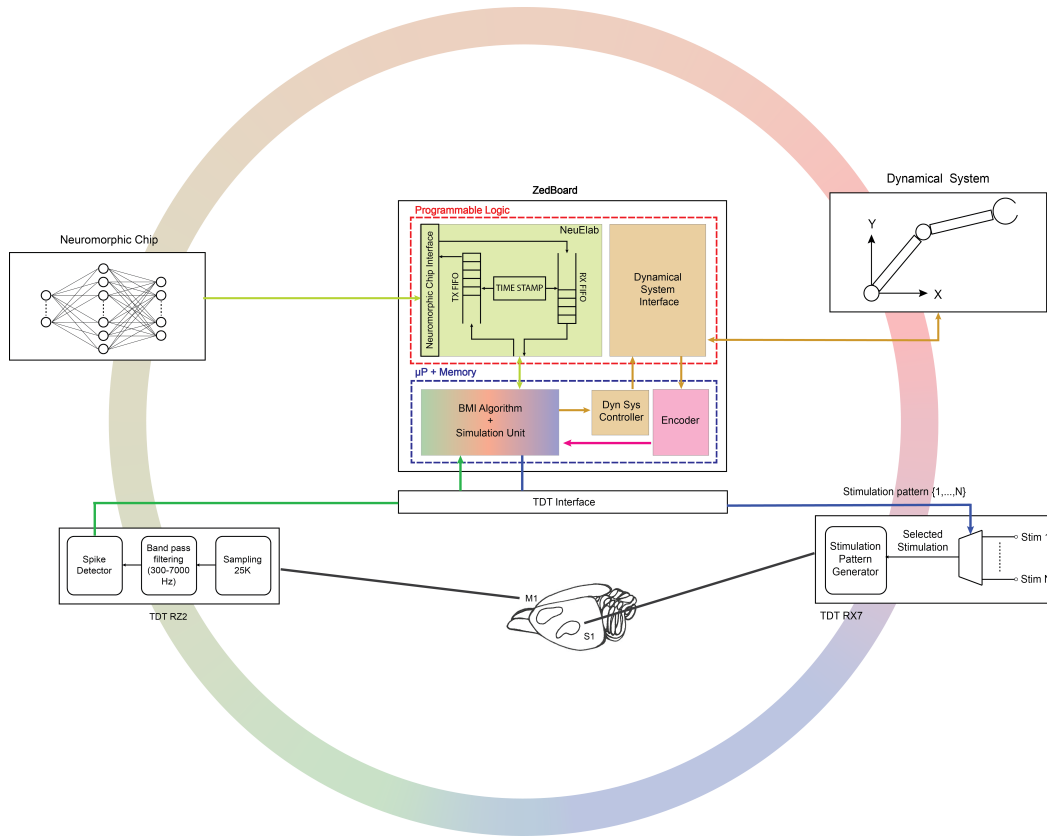 ZedBoard
Programmable Logic
Neuromorphic Chip
Dynamical System
NeuElab
Neuromorphic Chip Interface
TX FIFO
TIME STAMP
RX FIFO
Dynamical
System
Interface
Y
X
µP + Memory
BMI Algorithm
+
Simulation Unit
Dyn Sys
Controller
Encoder
TDT Interface
Stimulation pattern {1,...,N}
Spike
Detector
Band pass
filtering
(300-7000
Hz)
Sampling
25K
TDT RZ2
M1
S1
Stimulation
Pattern
Generator
Selected
Stimulation
Stim 1
Stim N
TDT RX7